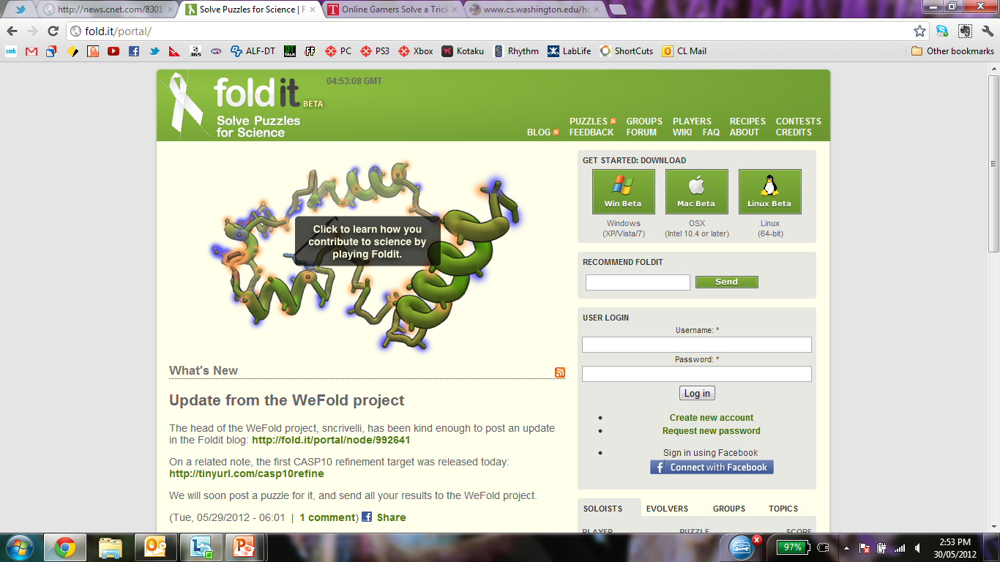 http://news.cnet.com/8301
Solve Puzzles for Science | F
Online Gamers Solve a Trick
www.cs.washington.edu/ho
fold.it/portal/
smh
365
ALF-DT
TALK
PC
PS3
Xbox
Kotaku
Rhythm
LabLife
ShortCuts
CL Mail
Other bookmarks
foldit BETA
04:53:08 GMT
Solve Puzzles
for Science
PUZZLES GROUPS PLAYERS RECIPES CONTESTS
BLOG FEEDBACK FORUM WIKI FAQ ABOUT CREDITS
Click to learn how you
contribute to science by
playing Foldit.
GET STARTED: DOWNLOAD
Win Beta Mac Beta Linux Beta
Windows OSX Linux
(XP/Vista/7) (Intel 10.4 or later) (64-bit)
RECOMMEND FOLDIT
Send
USER LOGIN
Username: *
Password: *
Log in
Create new account
Request new password
Sign in using Facebook
f Connect with Facebook
SOLOISTS EVOLVERS GROUPS TOPICS
PLAYER PUZZLE SCORE
What's New
Update from the WeFold project
The head of the WeFold project, sncrivelli, has been kind enough to post an update
in the Foldit blog: http://fold.it/portal/node/992641
On a related note, the first CASP10 refinement target was released today:
http://tinyurl.com/casp10refine
We will soon post a puzzle for it, and send all your results to the WeFold project.
(Tue, 05/29/2012 - 06:01 | 1 comment) Share
97%
2:53 PM
30/05/2012